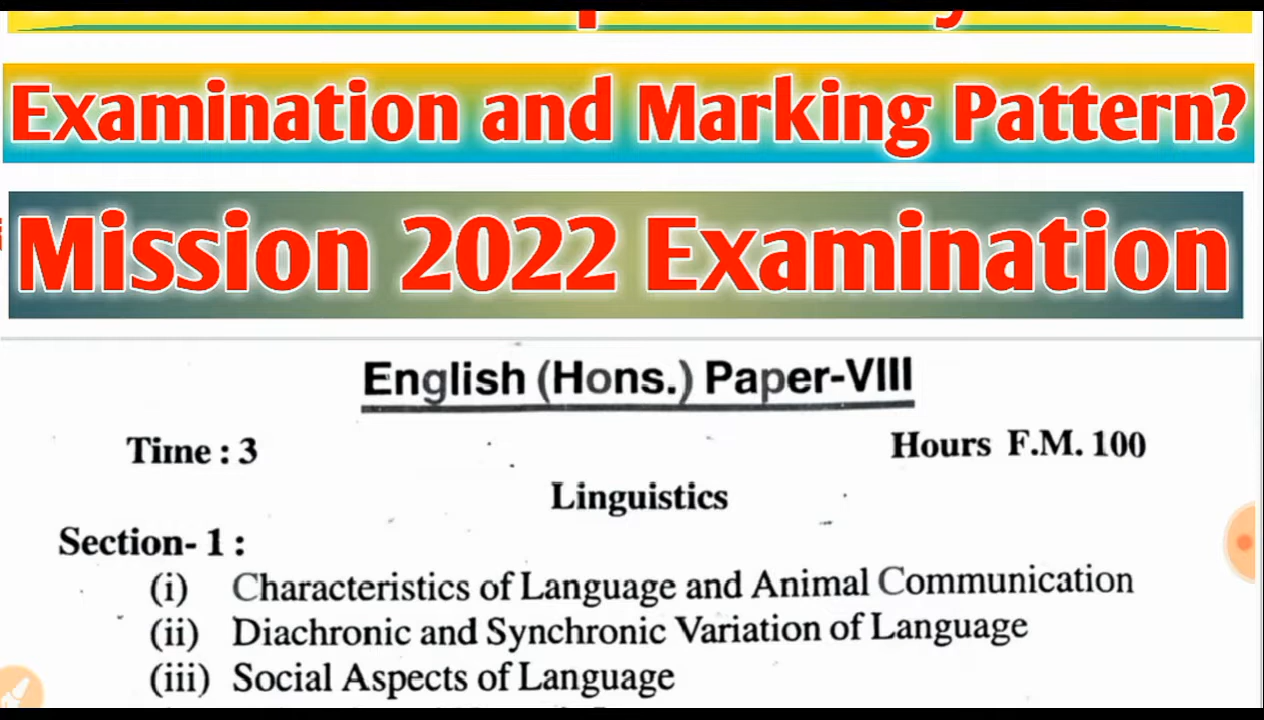 Examination and Marking Pattern?
Mission 2022 Examination
English (Hons.) Paper-VIII
Time : 3 Hours F.M. 100
Linguistics
Section- 1 :
(i) Characteristics of Language and Animal Communication
(ii) Diachronic and Synchronic Variation of Language
(iii) Social Aspects of Language